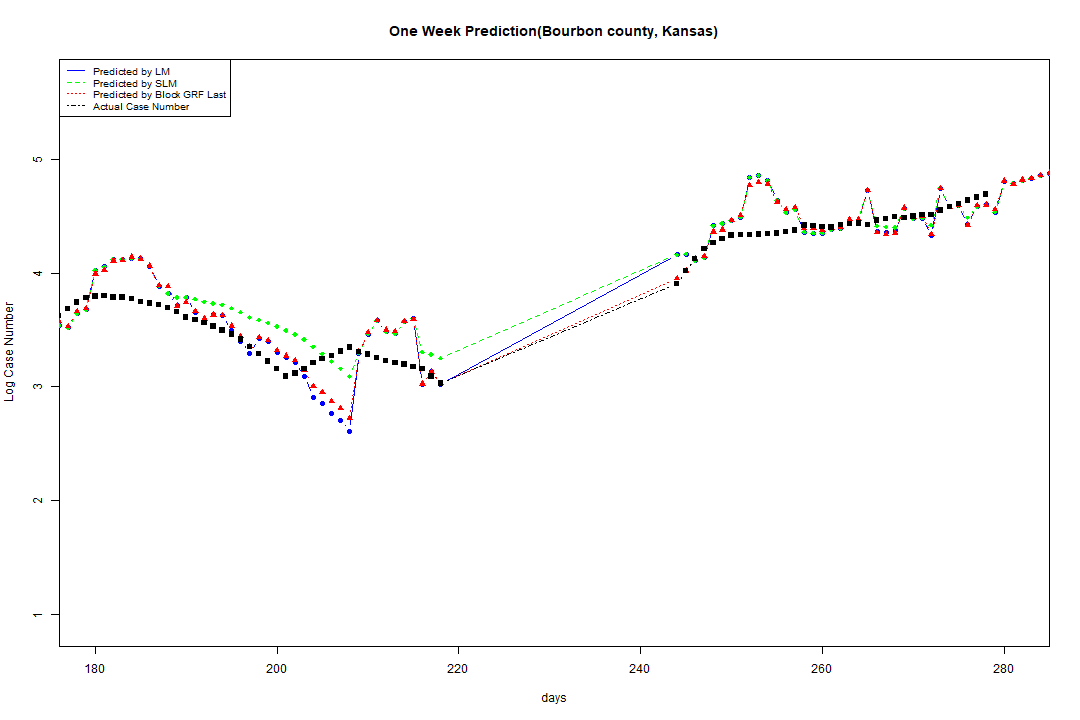 One Week Prediction(Bourbon county, Kansas)
Predicted by LM
Predicted by SLM
Predicted by Block GRF Last
Actual Case Number
5
4
3
2
1
Log Case Number
180 200 220 240 260 280
days